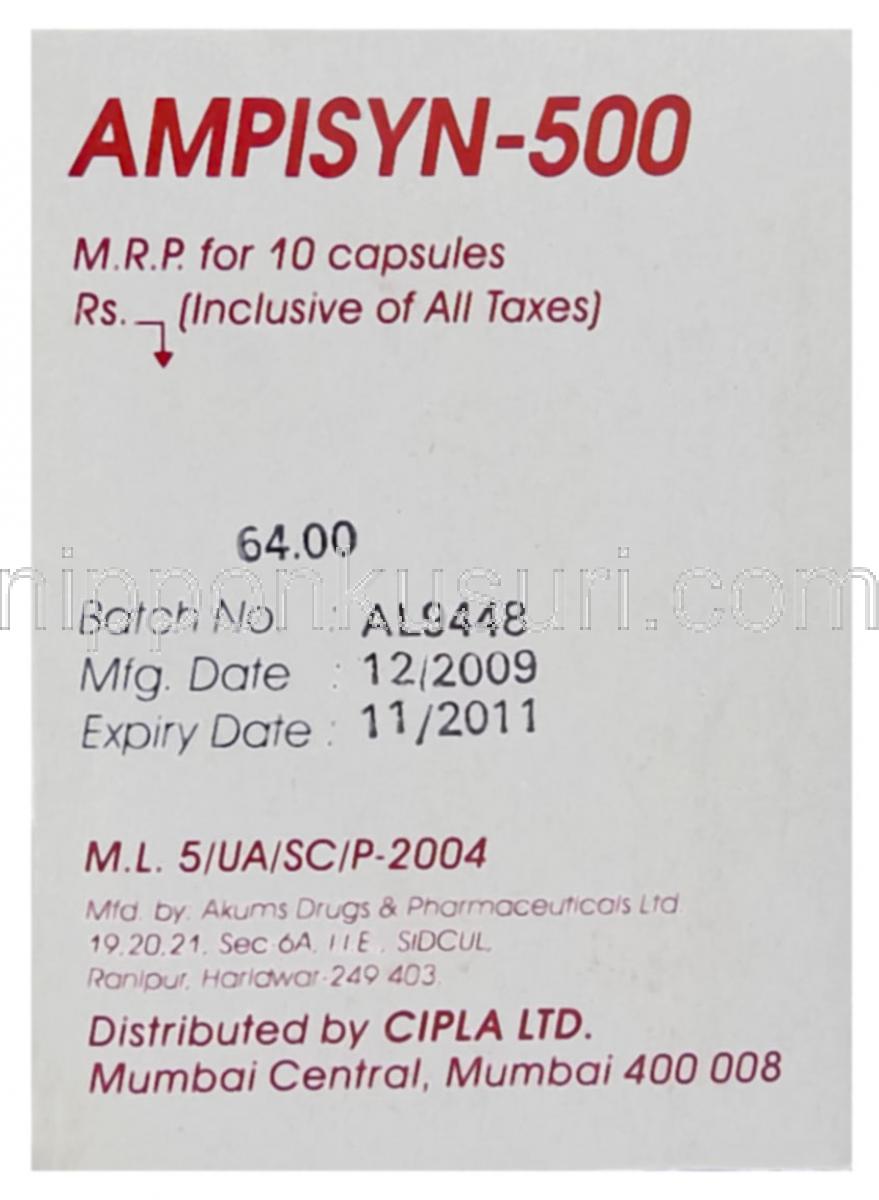 AMPISYN-500
M.R.P. for 10 capsules
Rs. (Inclusive of All Taxes)
64.00
nipponkusuri.com
Batch No. : AL9448
Mfg. Date : 12/2009
Expiry Date : 11/2011
M.L. 5/UA/SC/P-2004
Mfd. by: Akums Drugs & Pharmaceuticals Ltd.
19,20,21, Sec-6A, I.I.E., SIDCUL,
Ranipur, Haridwar-249 403.
Distributed by CIPLA LTD.
Mumbai Central, Mumbai 400 008